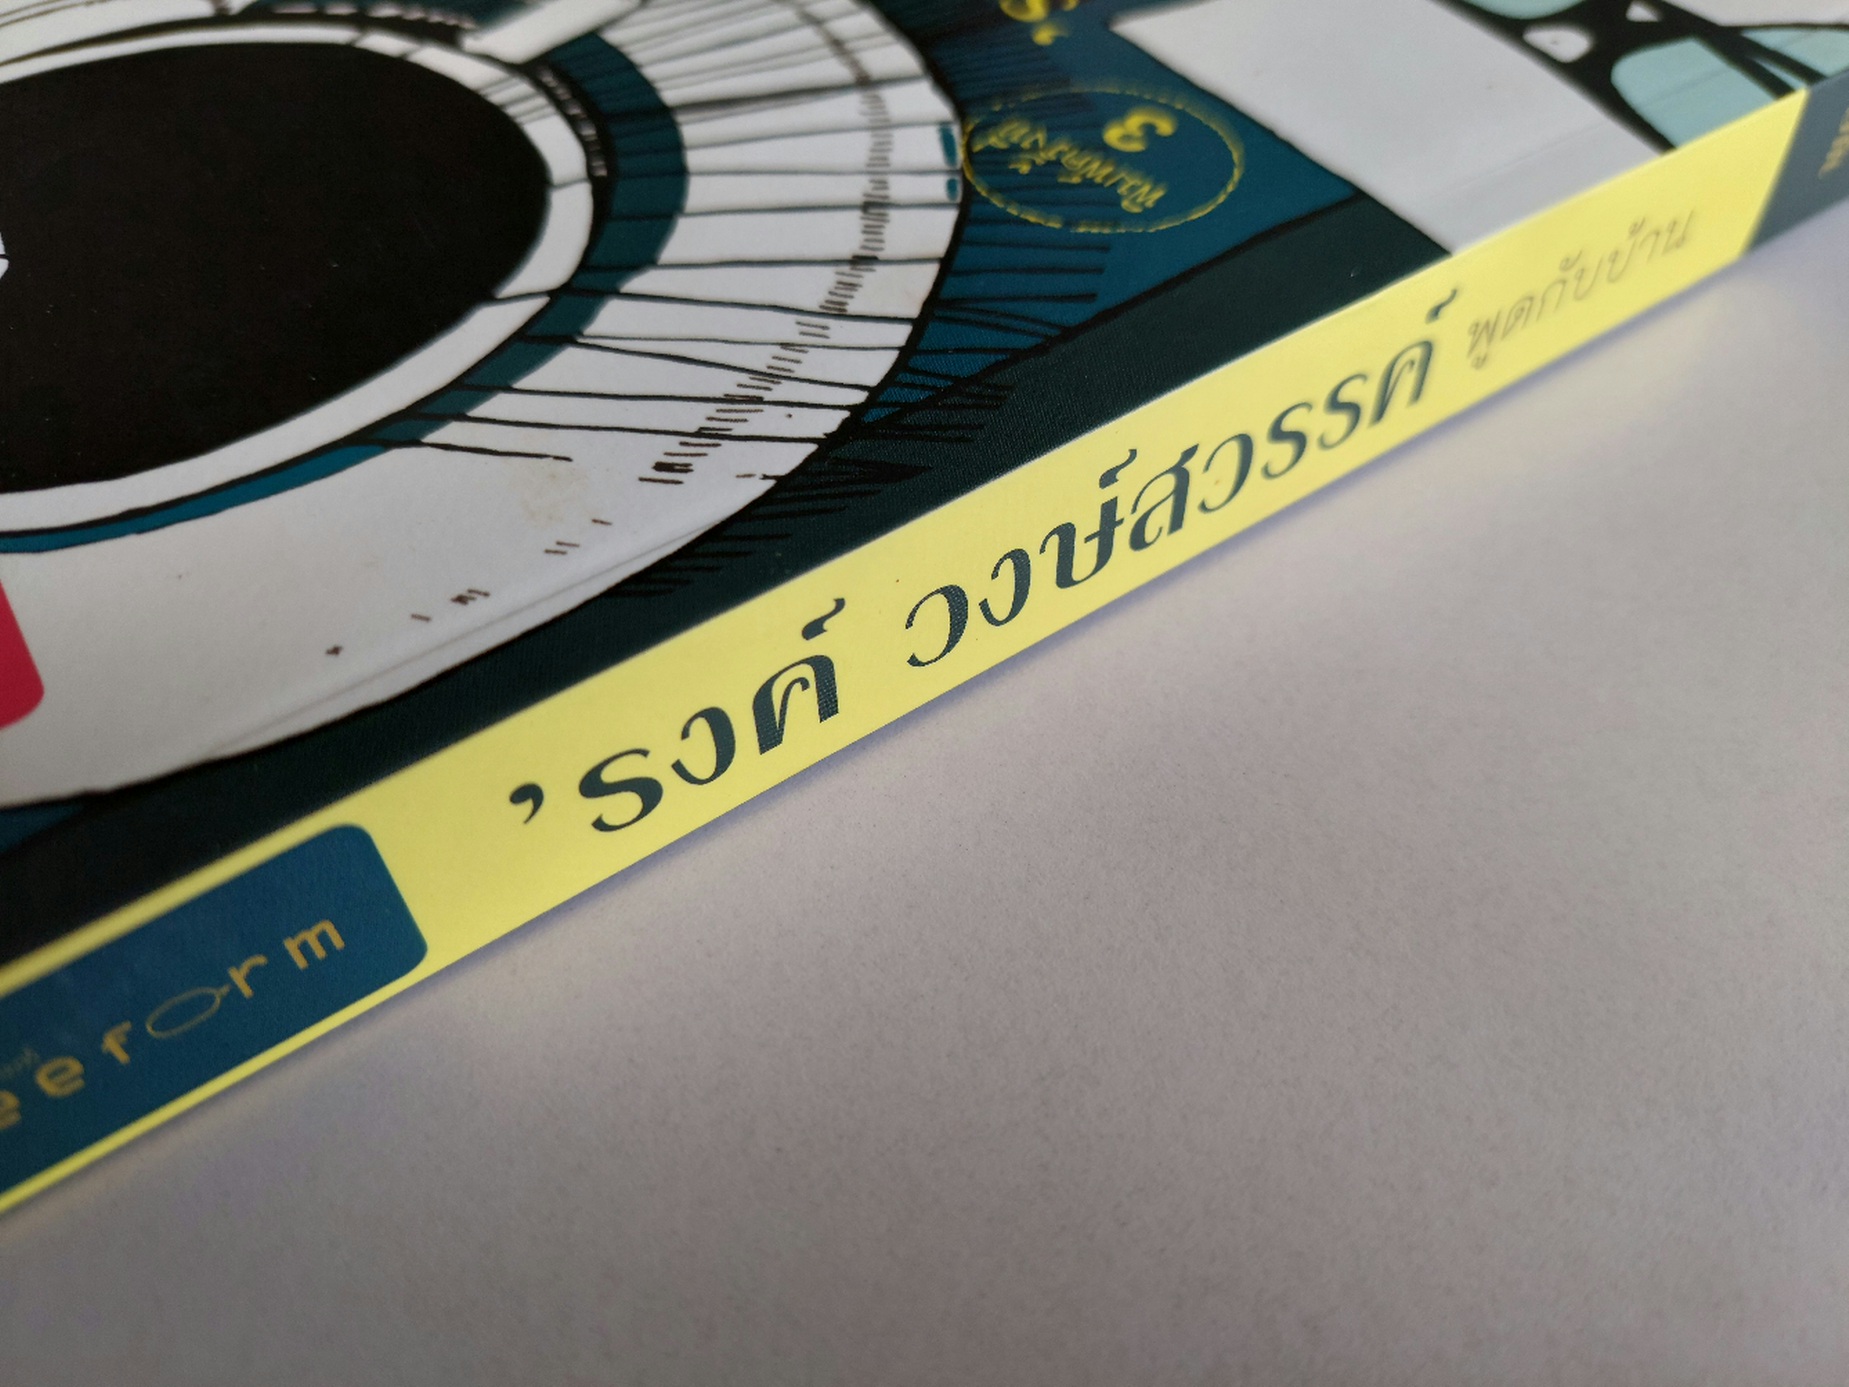 'รงค์ วงษ์สวรรค์ พูดกับบ้าน
eeform
พิมพ์ครั้งที่
3